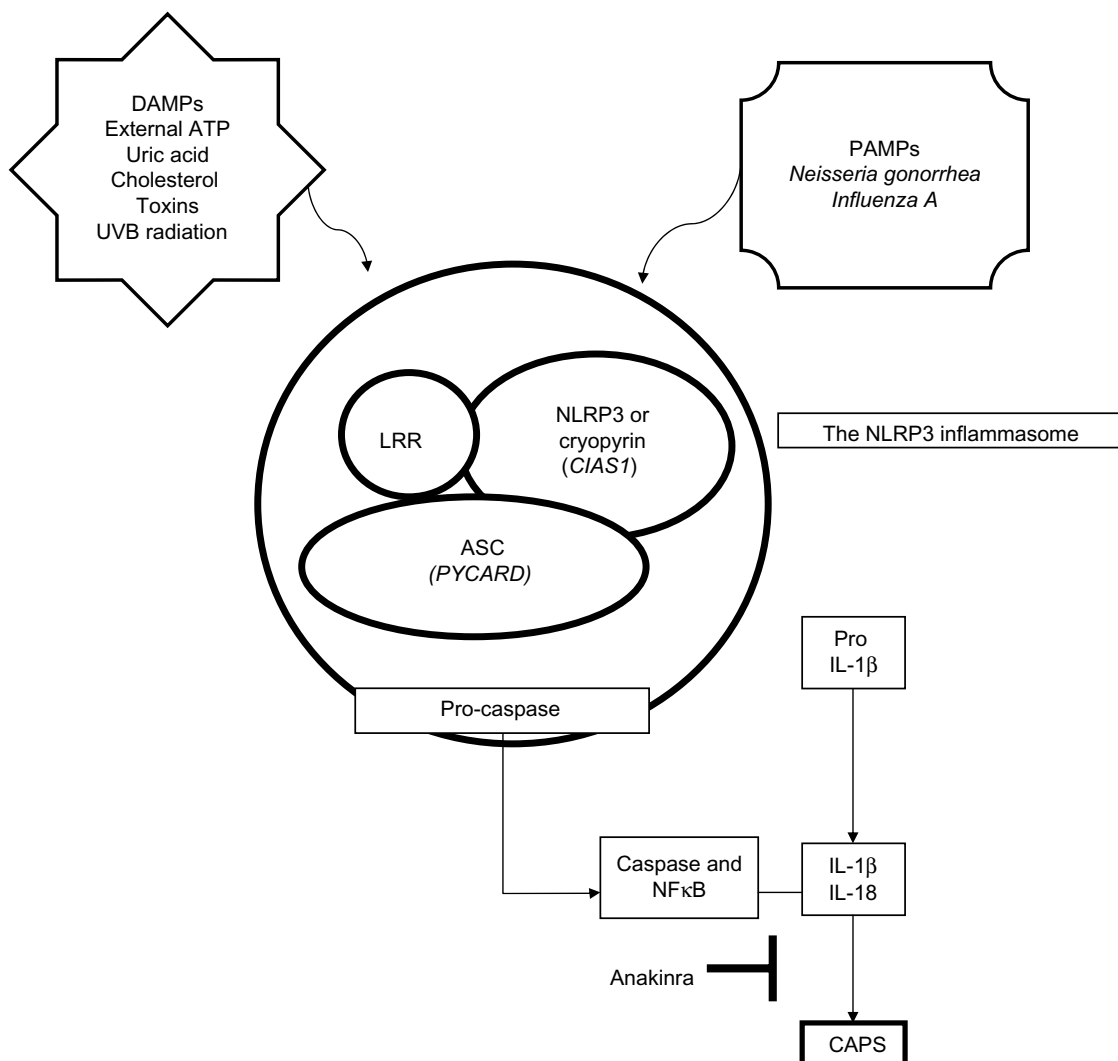 DAMPs
External ATP
Uric acid
Cholesterol
Toxins
UVB radiation
PAMPs
Neisseria gonorrhea
Influenza A
LRR
NLRP3 or
cryopyrin
(CIAS1)
The NLRP3 inflammasome
ASC
(PYCARD)
Pro
IL-1β
Pro-caspase
Caspase and
NFκB
IL-1β
IL-18
Anakinra
CAPS